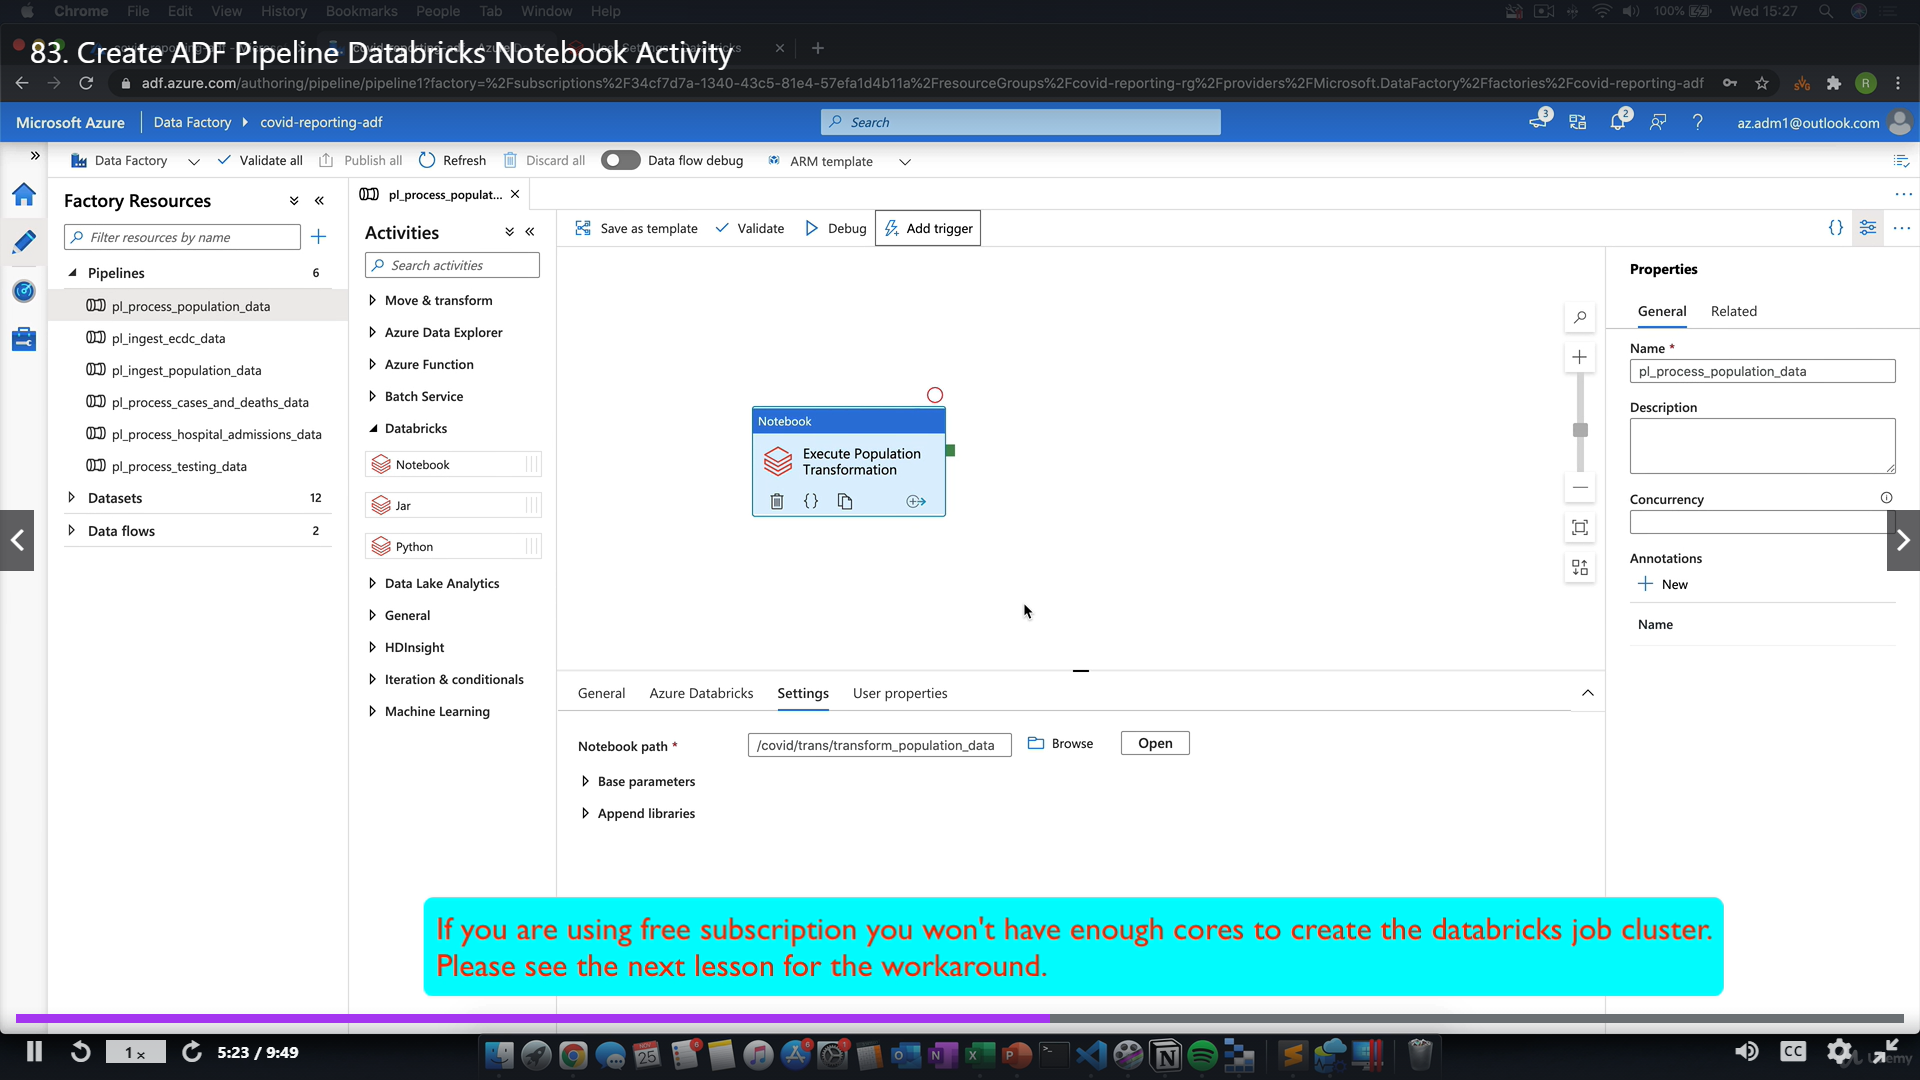 Chrome File Edit View History Bookmarks People Tab Window Help
100% Wed 15:27
83. Create ADF Pipeline Databricks Notebook Activity
adf.azure.com/authoring/pipeline/pipeline1?factory=%2Fsubscriptions%2F34cf7d7a-1340-43c5-81e4-57efa1d4b11a%2FresourceGroups%2Fcovid-reporting-rg%2Fproviders%2FMicrosoft.DataFactory%2Ffactories%2Fcovid-reporting-adf
R
Microsoft Azure
Data Factory
covid-reporting-adf
Search
3
2
az.adm1@outlook.com
Data Factory
Validate all
Publish all
Refresh
Discard all
Data flow debug
ARM template
Factory Resources
Filter resources by name
Pipelines 6
pl_process_population_data
pl_ingest_ecdc_data
pl_ingest_population_data
pl_process_cases_and_deaths_data
pl_process_hospital_admissions_data
pl_process_testing_data
Datasets 12
Data flows 2
pl_process_populat...
Activities
Search activities
Move & transform
Azure Data Explorer
Azure Function
Batch Service
Databricks
Notebook
Jar
Python
Data Lake Analytics
General
HDInsight
Iteration & conditionals
Machine Learning
Save as template
Validate
Debug
Add trigger
Notebook
Execute Population
Transformation
Properties
General Related
Name *
pl_process_population_data
Description
Concurrency
Annotations
New
Name
General Azure Databricks Settings User properties
Notebook path *
/covid/trans/transform_population_data
Browse
Open
Base parameters
Append libraries
If you are using free subscription you won't have enough cores to create the databricks job cluster.
Please see the next lesson for the workaround.
1 x
5:23 / 9:49
NOV
25
6
1
CC
Udemy